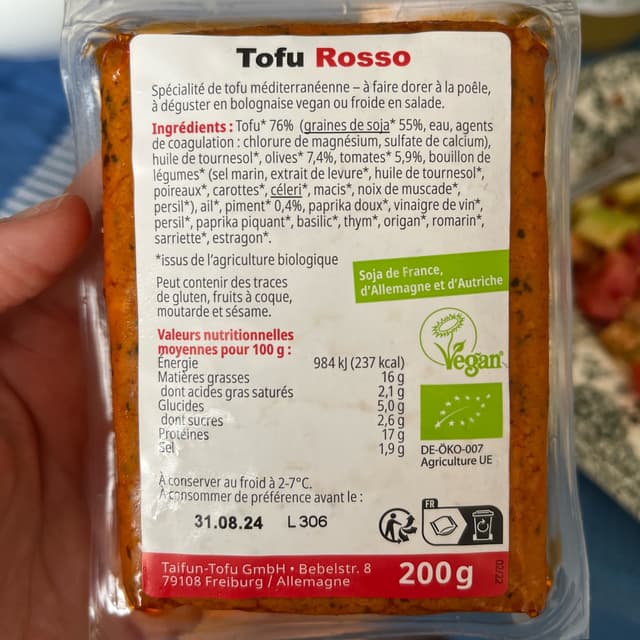 Tofu Rosso
Spécialité de tofu méditerranéenne – à faire dorer à la poêle,
à déguster en bolognaise vegan ou froide en salade.
Ingrédients : Tofu* 76% (graines de soja* 55%, eau, agents
de coagulation : chlorure de magnésium, sulfate de calcium),
huile de tournesol*, olives* 7,4%, tomates* 5,9%, bouillon de
légumes* (sel marin, extrait de levure*, huile de tournesol*,
poireaux*, carottes*, céleri*, macis*, noix de muscade*,
persil*), ail*, piment* 0,4%, paprika doux*, vinaigre de vin*,
persil*, paprika piquant*, basilic*, thym*, origan*, romarin*,
sarriette*, estragon*.
*issus de l'agriculture biologique
Peut contenir des traces
de gluten, fruits à coque,
moutarde et sésame.
Soja de France,
d'Allemagne et d'Autriche
Vegan
Valeurs nutritionnelles
moyennes pour 100 g :
Énergie 984 kJ (237 kcal)
Matières grasses 16 g
dont acides gras saturés 2,1 g
Glucides 5,0 g
dont sucres 2,6 g
Protéines 17 g
Sel 1,9 g
DE-ÖKO-007
Agriculture UE
À conserver au froid à 2-7°C.
À consommer de préférence avant le :
31.08.24 L 306
FR
Taifun-Tofu GmbH • Bebelstr. 8
79108 Freiburg / Allemagne
200g
02/22